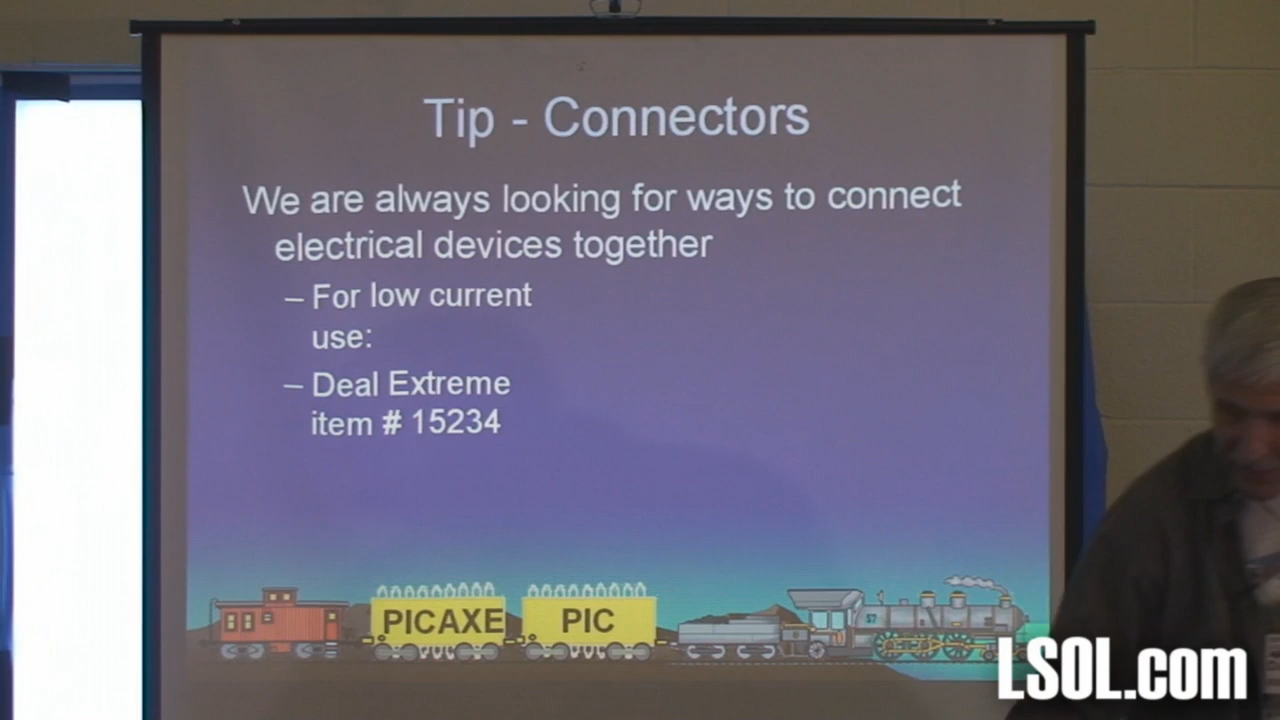 Tip - Connectors
We are always looking for ways to connect
electrical devices together
– For low current
use:
– Deal Extreme
item # 15234
PICAXE
PIC
57
LSOL.com